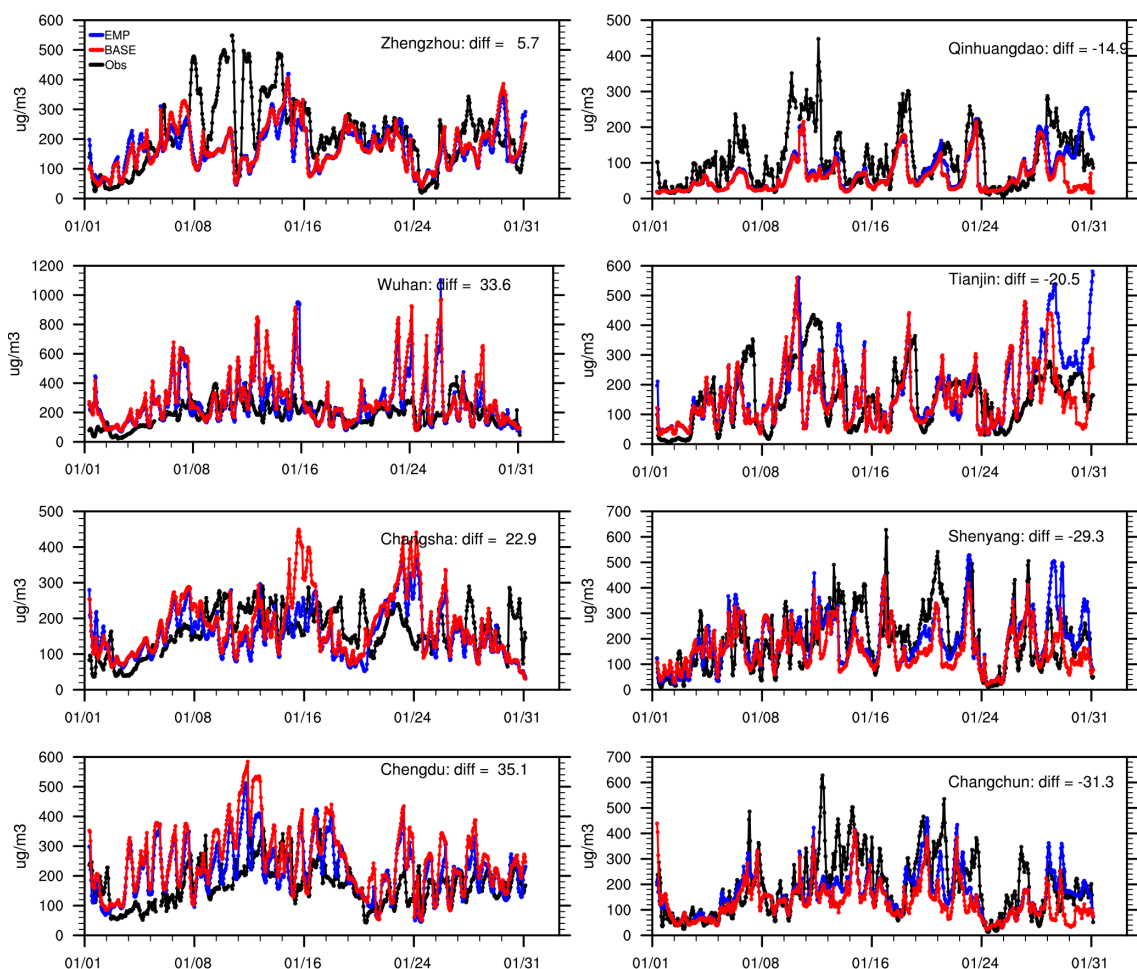 EMP
BASE
Obs
Zhengzhou: diff = 5.7
ug/m3
600
500
400
300
200
100
0
01/01 01/08 01/16 01/24 01/31
Qinhuangdao: diff = -14.9
ug/m3
500
400
300
200
100
0
01/01 01/08 01/16 01/24 01/31
Wuhan: diff = 33.6
ug/m3
1200
1000
800
600
400
200
0
01/01 01/08 01/16 01/24 01/31
Tianjin: diff = -20.5
ug/m3
600
500
400
300
200
100
0
01/01 01/08 01/16 01/24 01/31
Changsha: diff = 22.9
ug/m3
500
400
300
200
100
0
01/01 01/08 01/16 01/24 01/31
Shenyang: diff = -29.3
ug/m3
700
600
500
400
300
200
100
0
01/01 01/08 01/16 01/24 01/31
Chengdu: diff = 35.1
ug/m3
600
500
400
300
200
100
0
01/01 01/08 01/16 01/24 01/31
Changchun: diff = -31.3
ug/m3
700
600
500
400
300
200
100
0
01/01 01/08 01/16 01/24 01/31